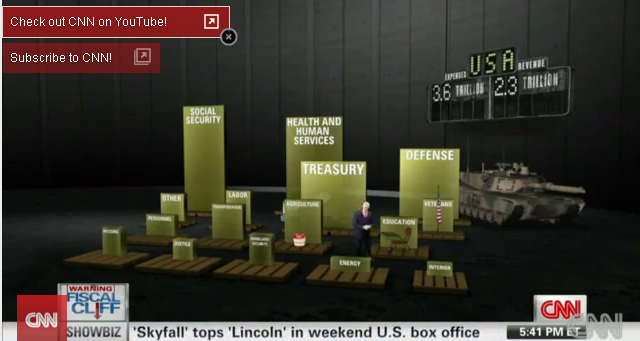 Check out CNN on YouTube!
Subscribe to CNN!
USA
EXPENSES
REVENUE
3.6 TRILLION
2.3 TRILLION
SOCIAL
SECURITY
HEALTH AND
HUMAN
SERVICES
TREASURY
DEFENSE
OTHER
LABOR
AGRICULTURE
VETERANS
PERSONNEL
TRANSPORTATION
EDUCATION
HOUSING
JUSTICE
HOMELAND
SECURITY
ENERGY
INTERIOR
WARNING
FISCAL
CLIFF
CNN
CNN
CNN
SHOWBIZ
'Skyfall' tops 'Lincoln' in weekend U.S. box office
5:41 PM ET